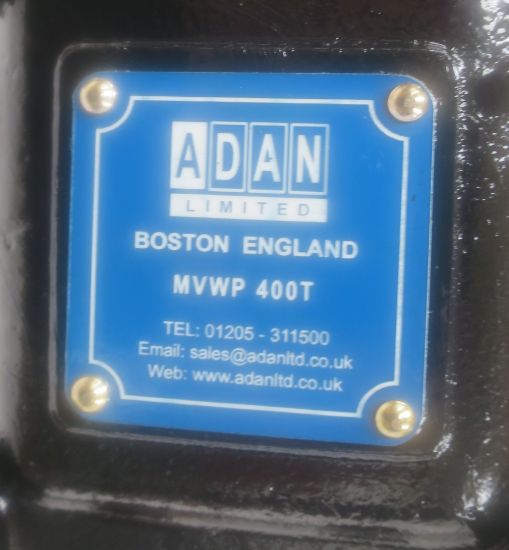 ADAN
LIMITED
BOSTON ENGLAND
MVWP 400T
TEL: 01205 - 311500
Email: sales@adanltd.co.uk
Web: www.adanltd.co.uk